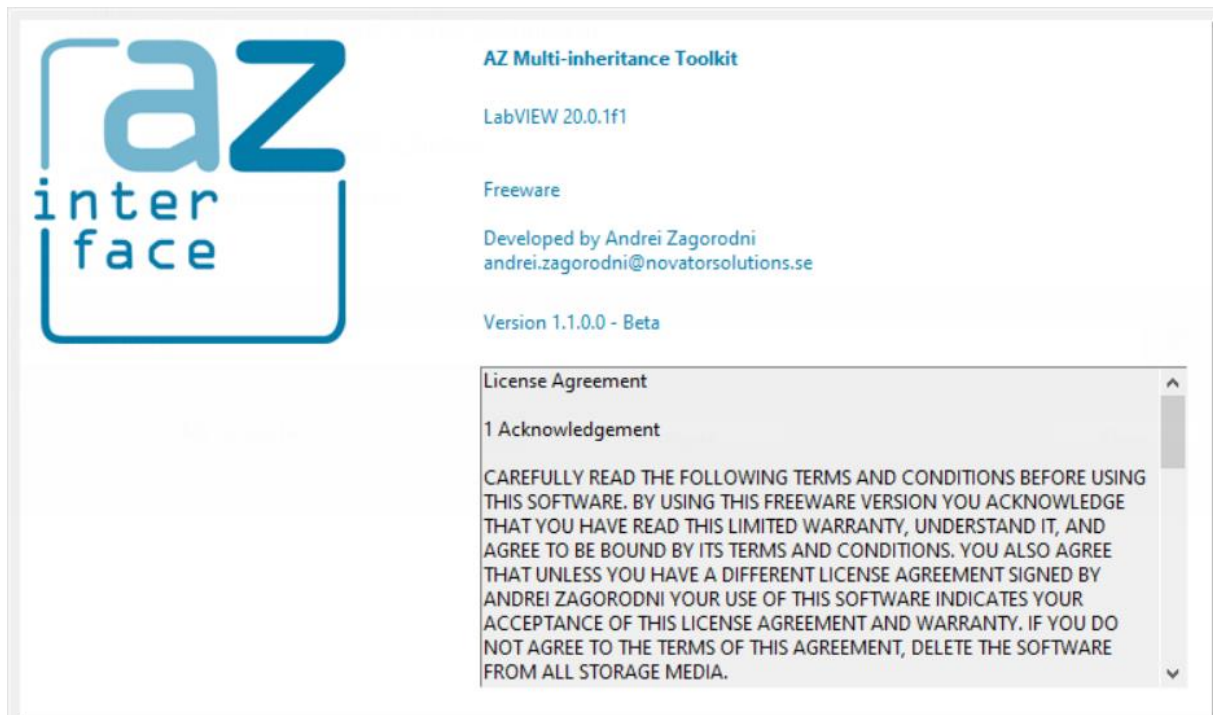 az
inter
face
AZ Multi-inheritance Toolkit
LabVIEW 20.0.1f1
Freeware
Developed by Andrei Zagorodni
andrei.zagorodni@novatorsolutions.se
Version 1.1.0.0 - Beta
License Agreement
1 Acknowledgement
CAREFULLY READ THE FOLLOWING TERMS AND CONDITIONS BEFORE USING
THIS SOFTWARE. BY USING THIS FREEWARE VERSION YOU ACKNOWLEDGE
THAT YOU HAVE READ THIS LIMITED WARRANTY, UNDERSTAND IT, AND
AGREE TO BE BOUND BY ITS TERMS AND CONDITIONS. YOU ALSO AGREE
THAT UNLESS YOU HAVE A DIFFERENT LICENSE AGREEMENT SIGNED BY
ANDREI ZAGORODNI YOUR USE OF THIS SOFTWARE INDICATES YOUR
ACCEPTANCE OF THIS LICENSE AGREEMENT AND WARRANTY. IF YOU DO
NOT AGREE TO THE TERMS OF THIS AGREEMENT, DELETE THE SOFTWARE
FROM ALL STORAGE MEDIA.